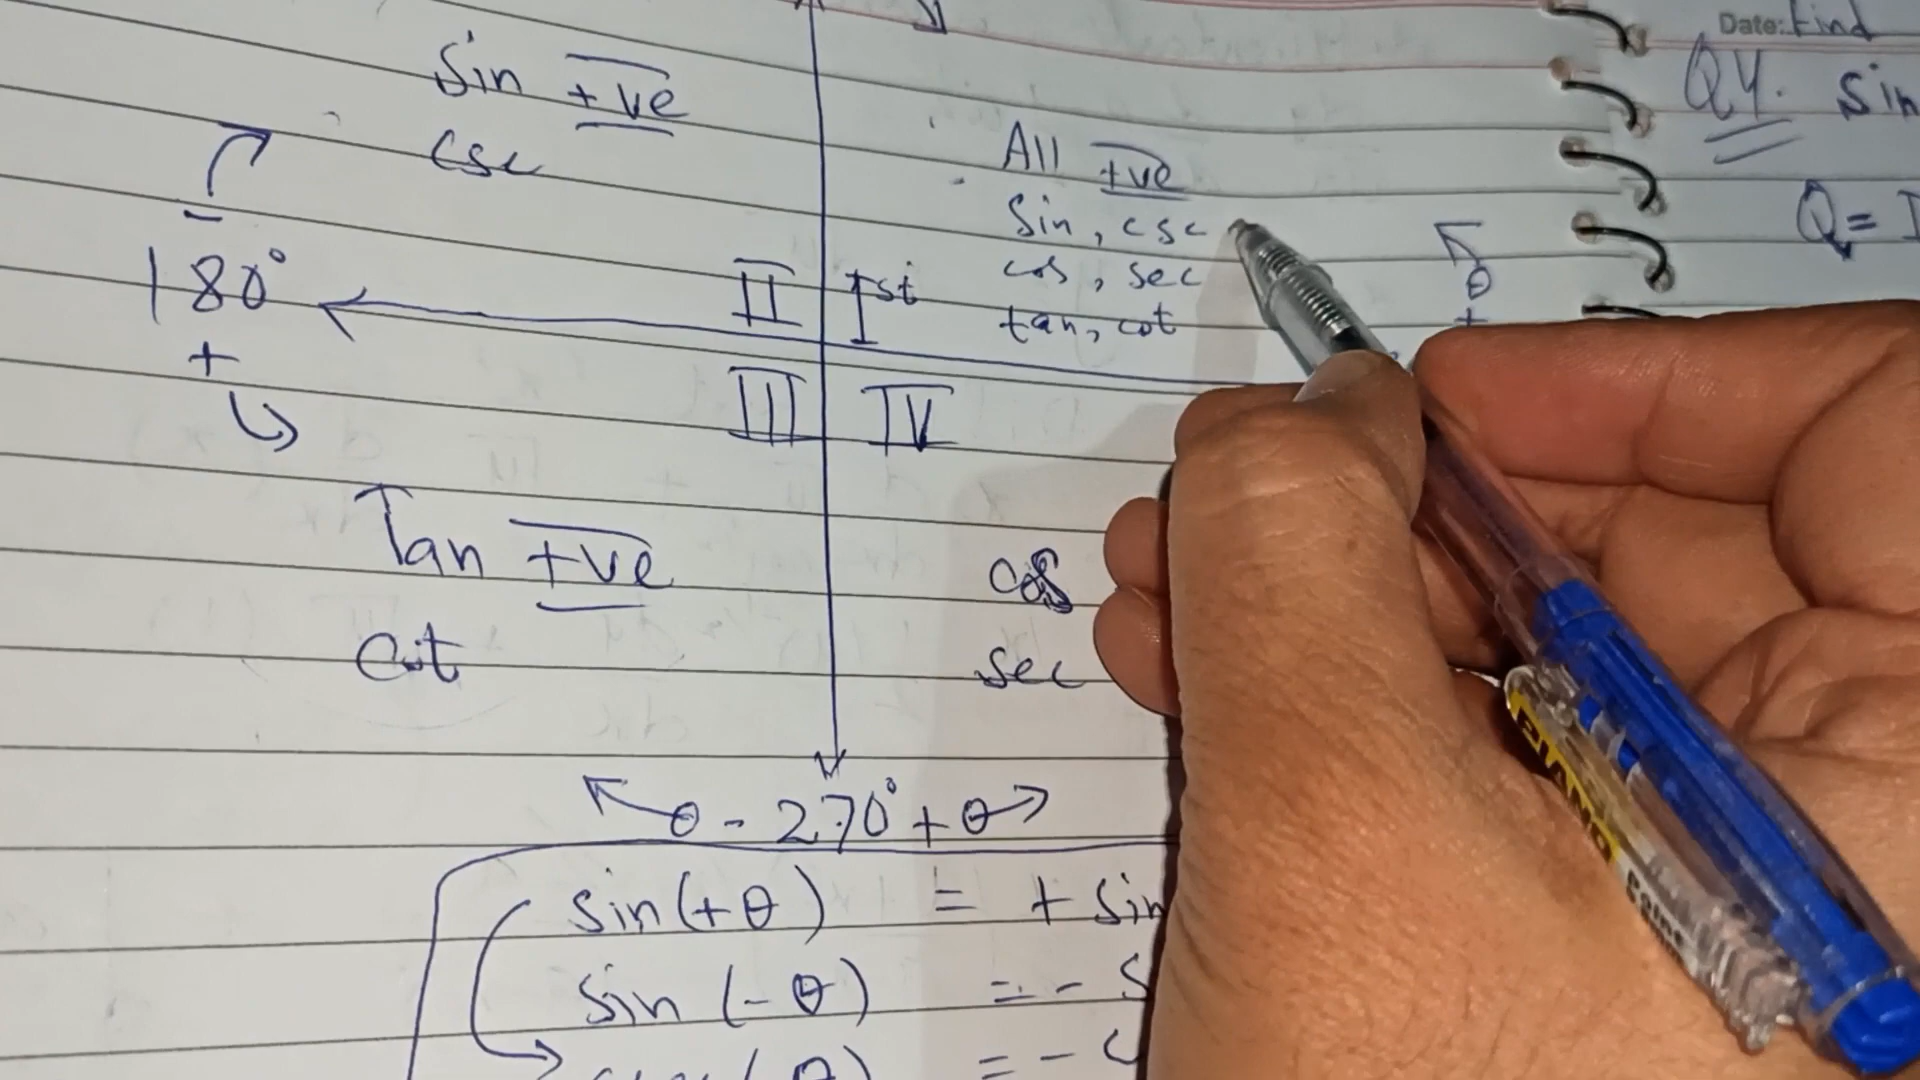 Sin +ve
csc
-
180°
+
II
All +ve
Sin, csc
cos, sec
tan, cot
Ist
θ
+
III
IV
Tan +ve
cot
cos
sec
θ - 270° + θ
Sin(+θ) = + Sin
Sin (-θ) = - S
= -
Date: find
Q4. Sin
Q=